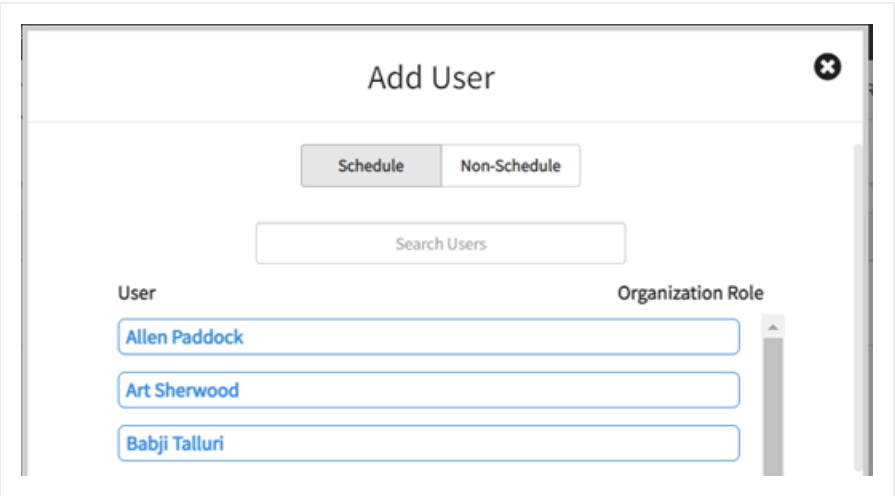 Add User
Schedule Non-Schedule
Search Users
User Organization Role
Allen Paddock
Art Sherwood
Babji Talluri